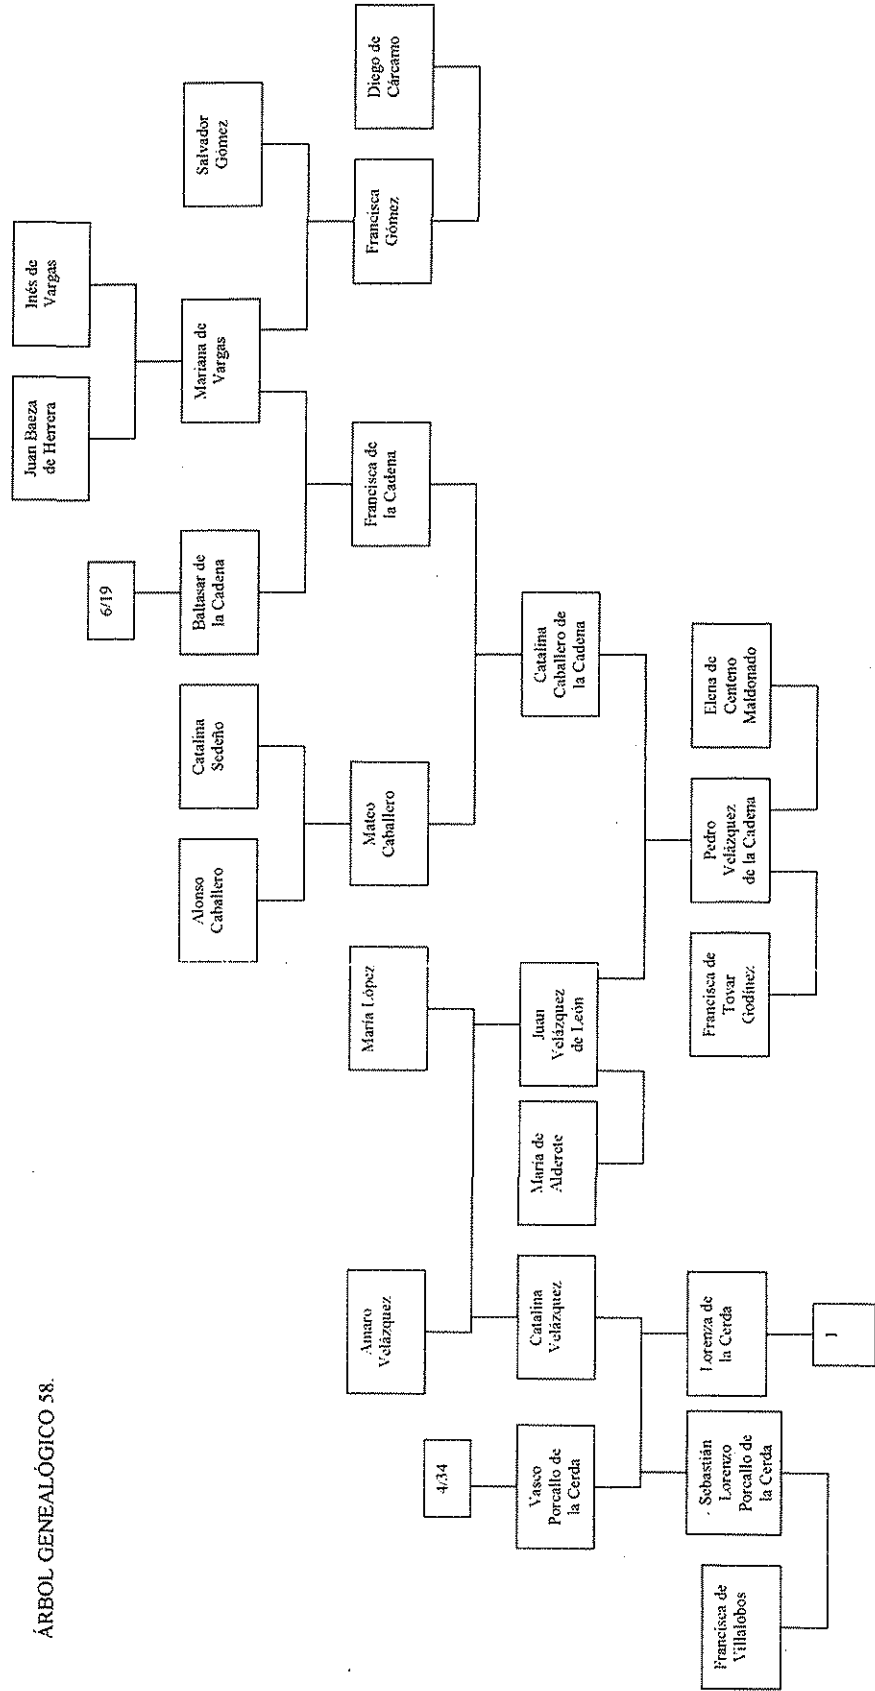 ÁRBOL GENEALÓGICO 58.
Juan Baeza
de Herrera
Inés de
Vargas
6/19
Alonso
Caballero
Catalina
Sedeño
Baltasar de
la Cadena
Mariana de
Vargas
Salvador
Gómez
Amaro
Velázquez
María López
Mateo
Caballero
Francisca de
la Cadena
Francisca
Gómez
Diego de
Cárcamo
4/34
Vasco
Porcallo de
la Cerda
Catalina
Velázquez
María de
Alderete
Juan
Velázquez
de León
Catalina
Caballero de
la Cadena
Francisca de
Villalobos
Sebastián
Lorenzo
Porcallo de
la Cerda
Lorenza de
la Cerda
Francisca de
Tovar
Godínez
Pedro
Velázquez
de la Cadena
Elena de
Centeno
Maldonado